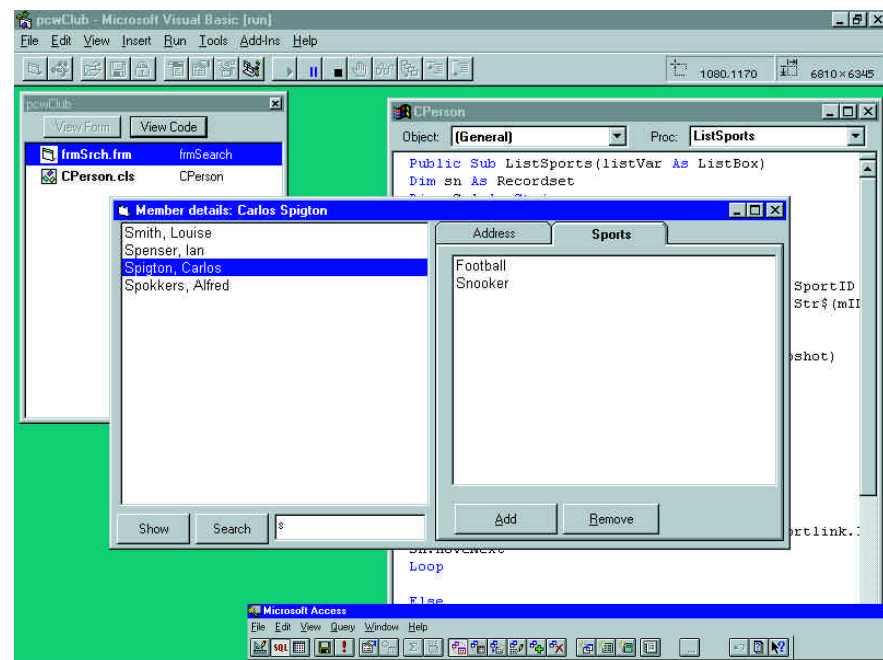 pcwClub - Microsoft Visual Basic [run]
File Edit View Insert Run Tools Add-Ins Help
1080,1170 6810×6345
pcwClub
View Form View Code
frmSrch.frm frmSearch
CPerson.cls CPerson
CPerson
Object: (General) Proc: ListSports
Public Sub ListSports(listVar As ListBox)
Dim sn As Recordset
Member details: Carlos Spigton
Smith, Louise
Spenser, Ian
Spigton, Carlos
Spokkers, Alfred
Show Search s
Address Sports
Football
Snooker
Add Remove
SportID
Str$(mII
pshot)
ortlink.
Loop
Else
Microsoft Access
File Edit View Query Window Help
SQL